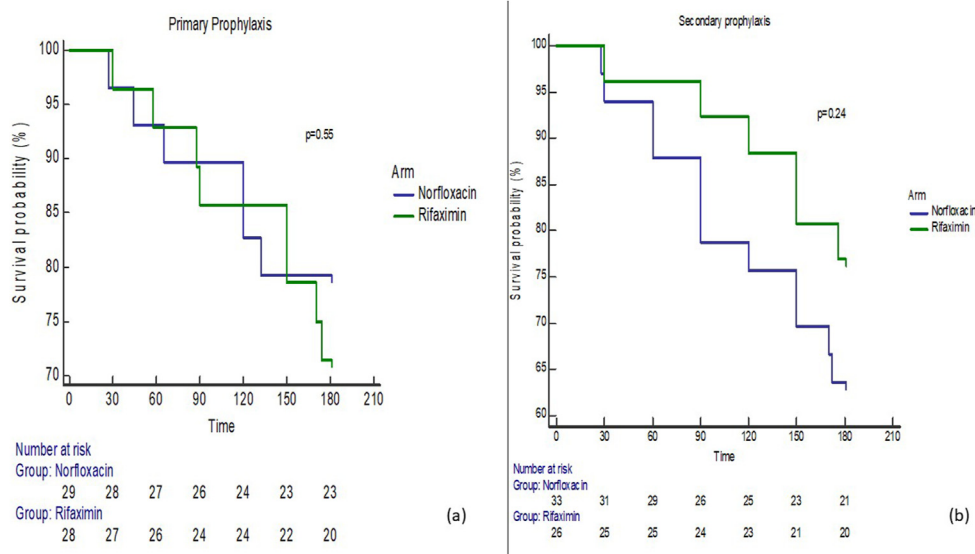 Primary Prophylaxis
Survival probability (%)
100
95
90
85
80
75
70
p=0.55
Arm
Norfloxacin
Rifaximin
0 30 60 90 120 150 180 210
Time
Number at risk
Group: Norfloxacin
29 28 27 26 24 23 23
Group: Rifaximin
28 27 26 24 24 22 20
(a)
Secondary prophylaxis
Survival probability (%)
100
95
90
85
80
75
70
65
60
p=0.24
Arm
Norfloxacin
Rifaximin
0 30 60 90 120 150 180 210
Time
Number at risk
Group: Norfloxacin
33 31 29 26 25 23 21
Group: Rifaximin
26 25 25 24 23 21 20
(b)